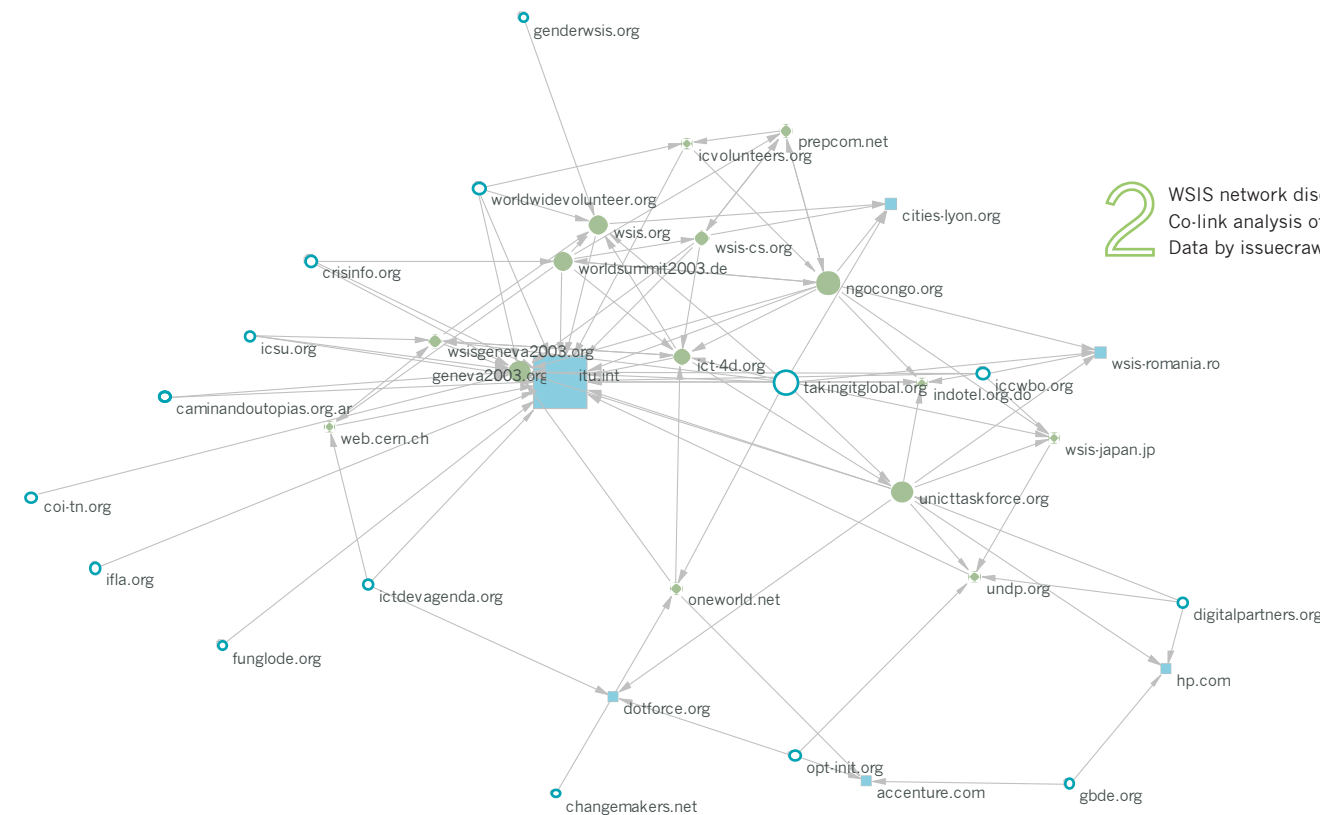 genderwsis.org
prepcom.net
icvolunteers.org
2
WSIS network
Co-link analysis
Data by
worldwidevolunteer.org
cities-lyon.org
wsis.org
wsis-cs.org
crisinfo.org
worldsummit2003.de
ngocongo.org
icsu.org
wsisgeneva2003.org
ict-4d.org
wsis-romania.ro
geneva2003.org
itu.int
takingitglobal.org
indotel.org.do
iccwbo.org
caminandoutopias.org.ar
web.cern.ch
wsis-japan.jp
coi-tn.org
unicttaskforce.org
ifla.org
ictdevagenda.org
oneworld.net
undp.org
digitalpartners.org
funglode.org
hp.com
dotforce.org
opt-init.org
accenture.com
gbde.org
changemakers.net